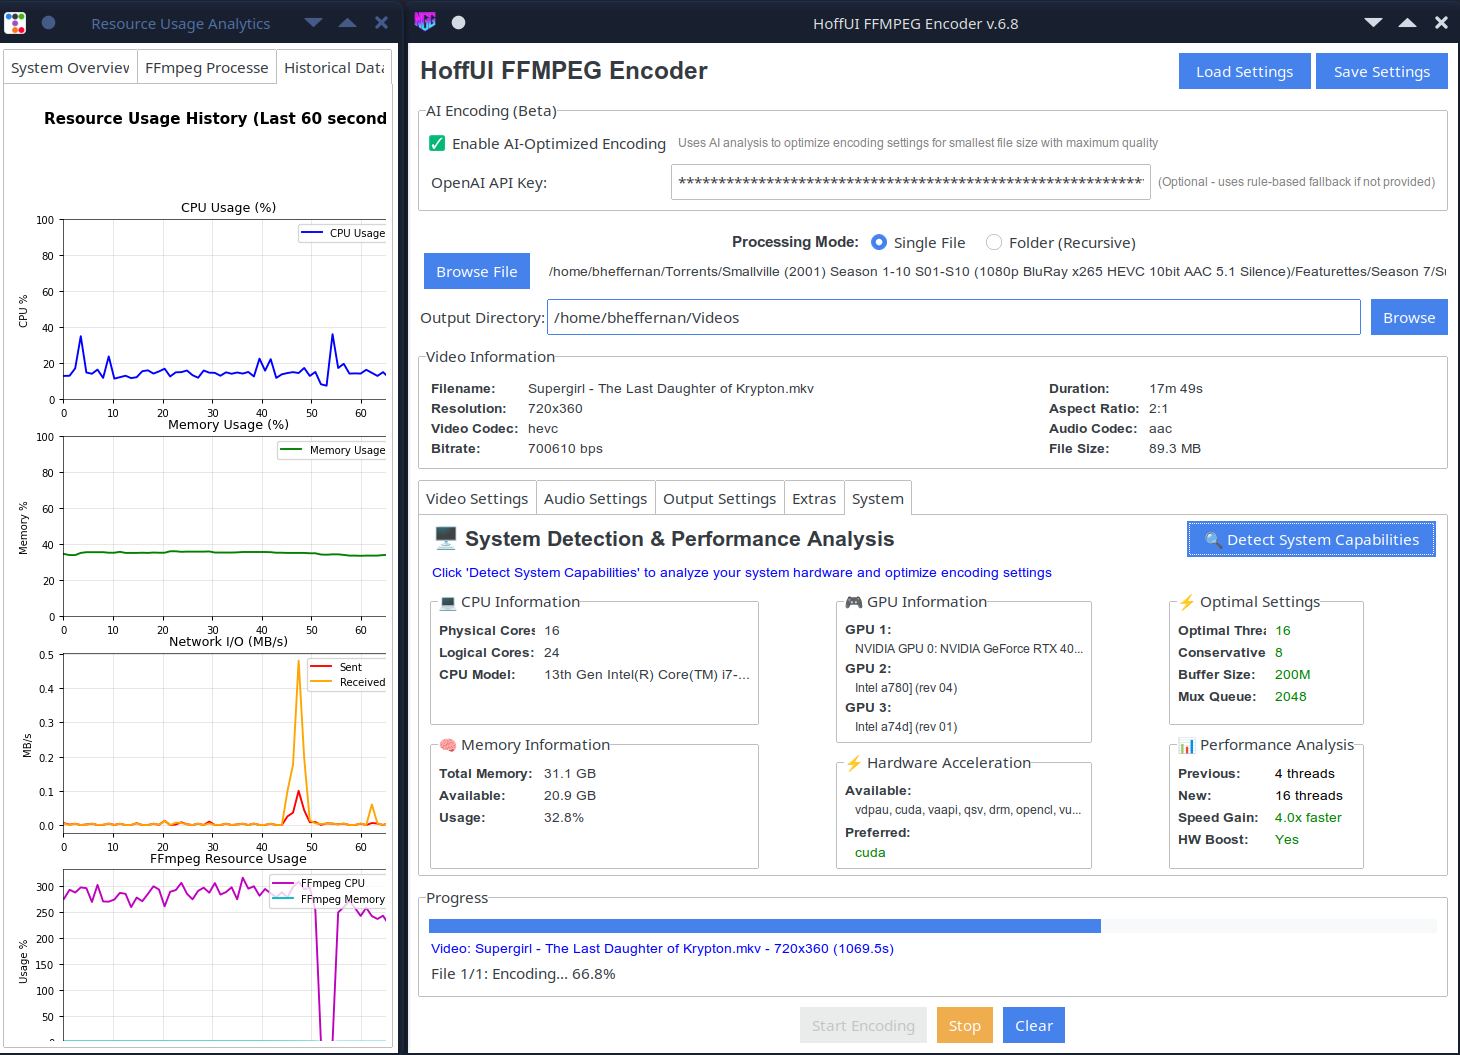 Resource Usage Analytics
System Overview
FFmpeg Processe
Historical Data
Resource Usage History (Last 60 second
CPU Usage (%)
CPU Usage
100
80
60
40
20
0
CPU %
0 10 20 30 40 50 60
Memory Usage (%)
Memory Usage
100
80
60
40
20
0
Memory %
0 10 20 30 40 50 60
Network I/O (MB/s)
Sent
Received
0.5
0.4
0.3
0.2
0.1
0.0
MB/s
0 10 20 30 40 50 60
FFmpeg Resource Usage
FFmpeg CPU
FFmpeg Memory
300
250
200
150
100
50
Usage %
HoffUI FFMPEG Encoder v.6.8
HoffUI FFMPEG Encoder
Load Settings
Save Settings
AI Encoding (Beta)
Enable AI-Optimized Encoding
Uses AI analysis to optimize encoding settings for smallest file size with maximum quality
OpenAI API Key:
(Optional - uses rule-based fallback if not provided)
Processing Mode: Single File Folder (Recursive)
Browse File
/home/bheffernan/Torrents/Smallville (2001) Season 1-10 S01-S10 (1080p BluRay x265 HEVC 10bit AAC 5.1 Silence)/Featurettes/Season 7/Su
Output Directory: /home/bheffernan/Videos
Browse
Video Information
Filename: Supergirl - The Last Daughter of Krypton.mkv
Duration: 17m 49s
Resolution: 720x360
Aspect Ratio: 2:1
Video Codec: hevc
Audio Codec: aac
Bitrate: 700610 bps
File Size: 89.3 MB
Video Settings
Audio Settings
Output Settings
Extras
System
System Detection & Performance Analysis
Detect System Capabilities
Click 'Detect System Capabilities' to analyze your system hardware and optimize encoding settings
CPU Information
Physical Cores 16
Logical Cores: 24
CPU Model: 13th Gen Intel(R) Core(TM) i7-...
Memory Information
Total Memory: 31.1 GB
Available: 20.9 GB
Usage: 32.8%
GPU Information
GPU 1:
NVIDIA GPU 0: NVIDIA GeForce RTX 40...
GPU 2:
Intel a780] (rev 04)
GPU 3:
Intel a74d] (rev 01)
Hardware Acceleration
Available:
vdpau, cuda, vaapi, qsv, drm, opencl, vu...
Preferred:
cuda
Optimal Settings
Optimal Threa 16
Conservative 8
Buffer Size: 200M
Mux Queue: 2048
Performance Analysis
Previous: 4 threads
New: 16 threads
Speed Gain: 4.0x faster
HW Boost: Yes
Progress
Video: Supergirl - The Last Daughter of Krypton.mkv - 720x360 (1069.5s)
File 1/1: Encoding... 66.8%
Start Encoding
Stop
Clear